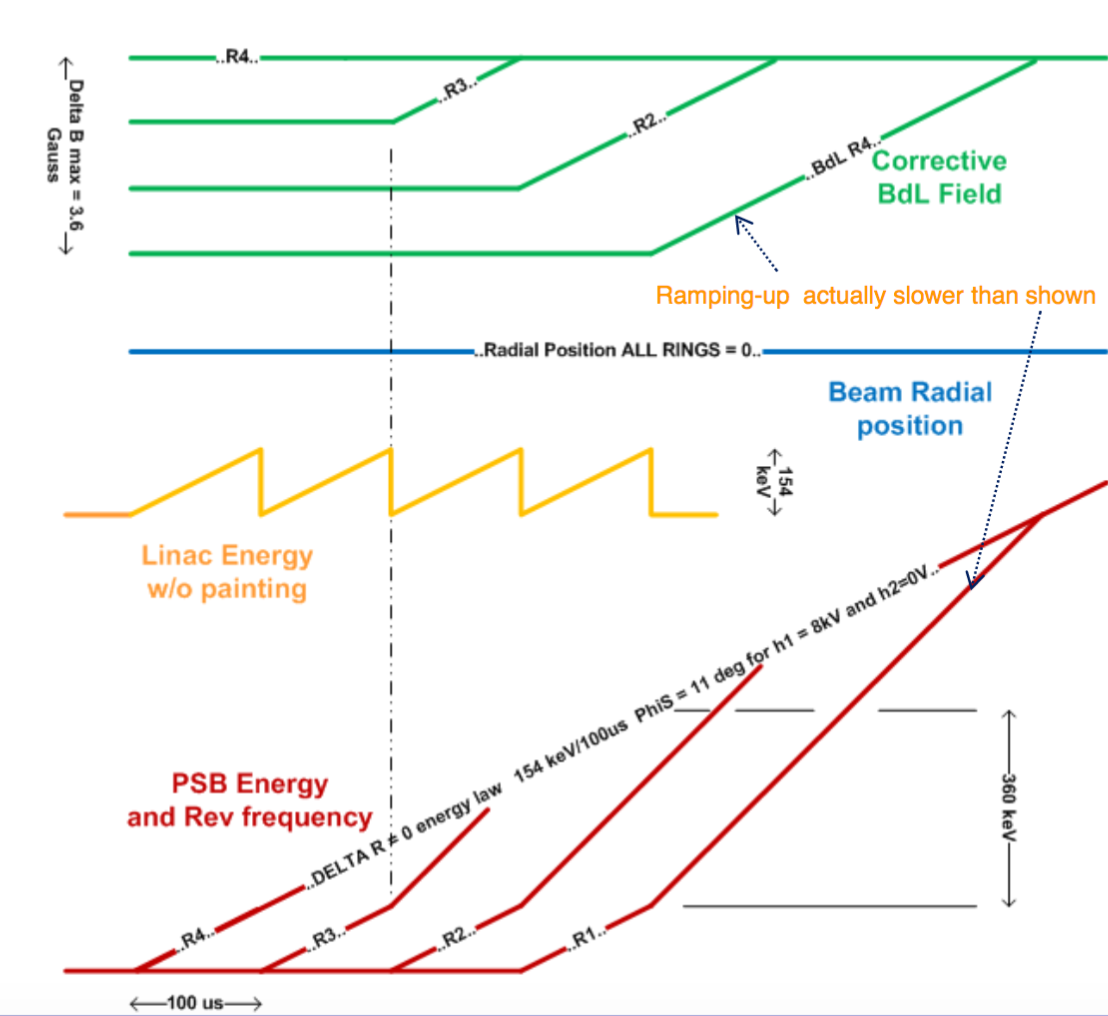 ..R4..
..R3..
..R2..
..BdL R4..
Delta B max = 3.6
Gauss
Corrective
BdL Field
Ramping-up actually slower than shown
..Radial Position ALL RINGS = 0..
Beam Radial
position
154
keV
Linac Energy
w/o painting
..DELTA R = 0 energy law 154 keV/100us PhiS = 11 deg for h1 = 8kV and h2=0V..
PSB Energy
and Rev frequency
360 keV
..R4..
..R3..
..R2..
..R1..
100 us